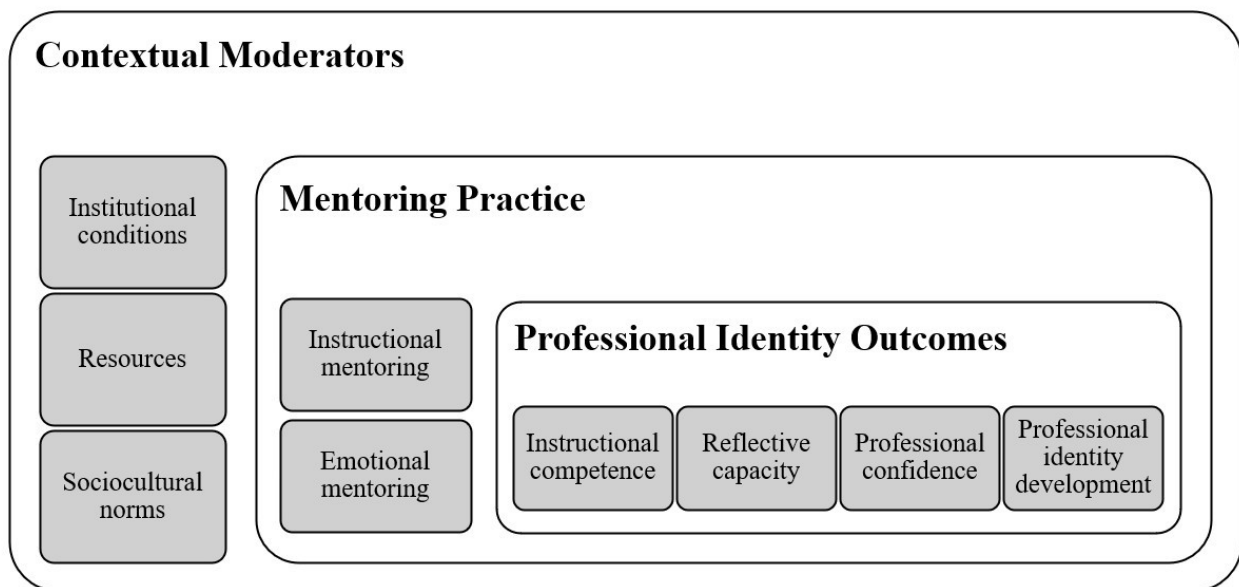 Contextual Moderators
Institutional
conditions
Resources
Sociocultural
norms
Mentoring Practice
Instructional
mentoring
Emotional
mentoring
Professional Identity Outcomes
Instructional
competence
Reflective
capacity
Professional
confidence
Professional
identity
development